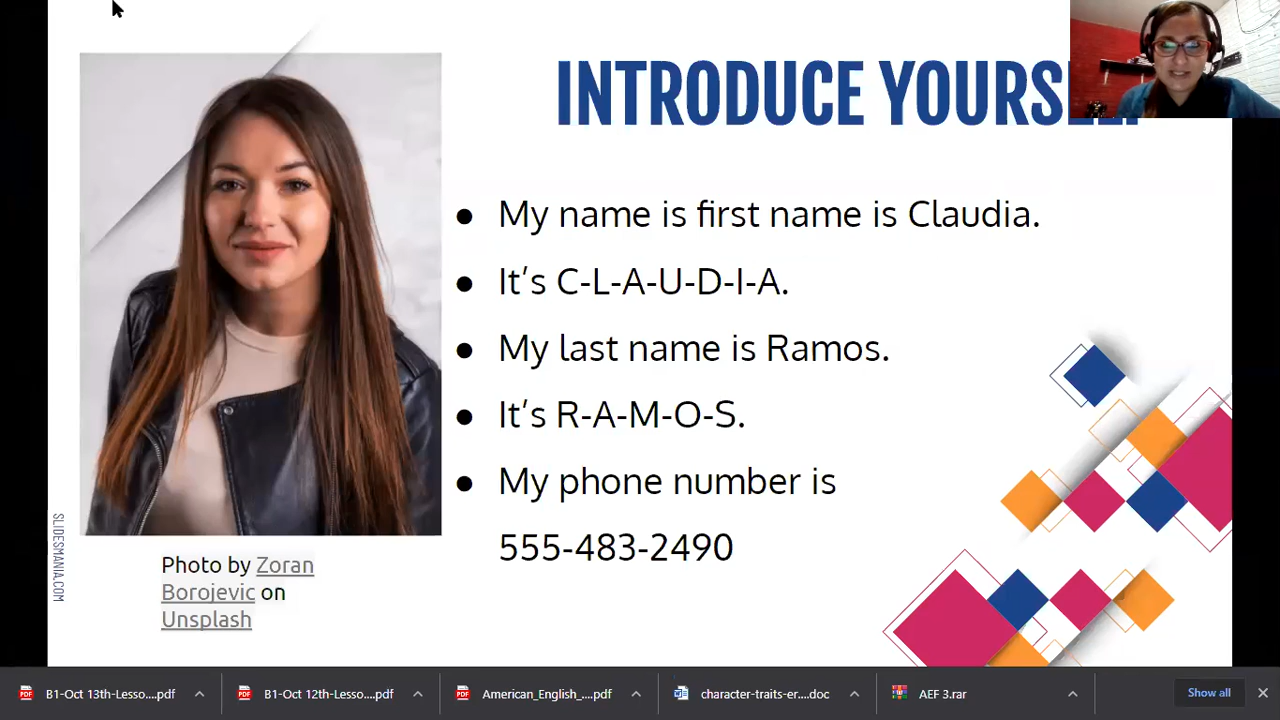 INTRODUCE YOURSELF
My name is first name is Claudia.
It's C-L-A-U-D-I-A.
My last name is Ramos.
It's R-A-M-O-S.
My phone number is
555-483-2490
Photo by Zoran
Borojevic on
Unsplash
SLIDESMANIA.COM
B1-Oct 13th-Lesso....pdf
B1-Oct 12th-Lesso....pdf
American_English_....pdf
character-traits-er....doc
AEF 3.rar
Show all